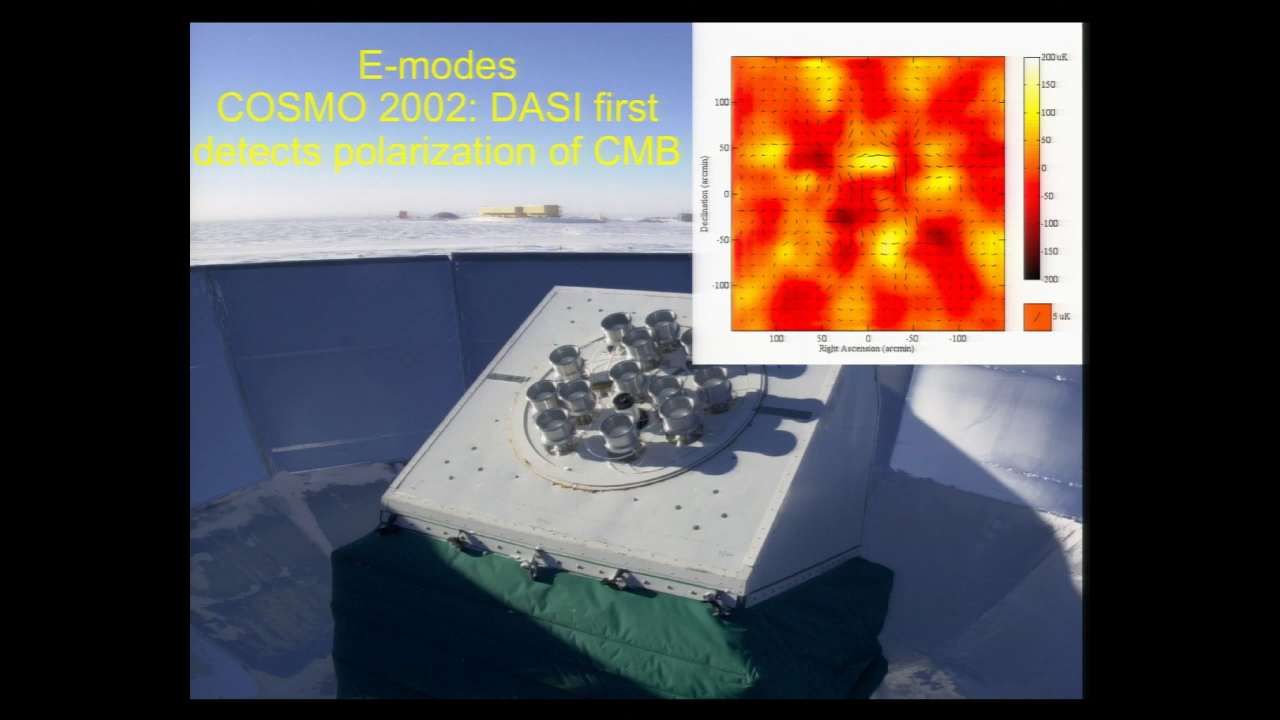 E-modes
COSMO 2002: DASI first
detects polarization of CMB
200 uK
150
100
50
0
-50
-100
-150
-200
5 uK
100
50
0
-50
-100
Declination (arcmin)
100 50 0 -50 -100
Right Ascension (arcmin)